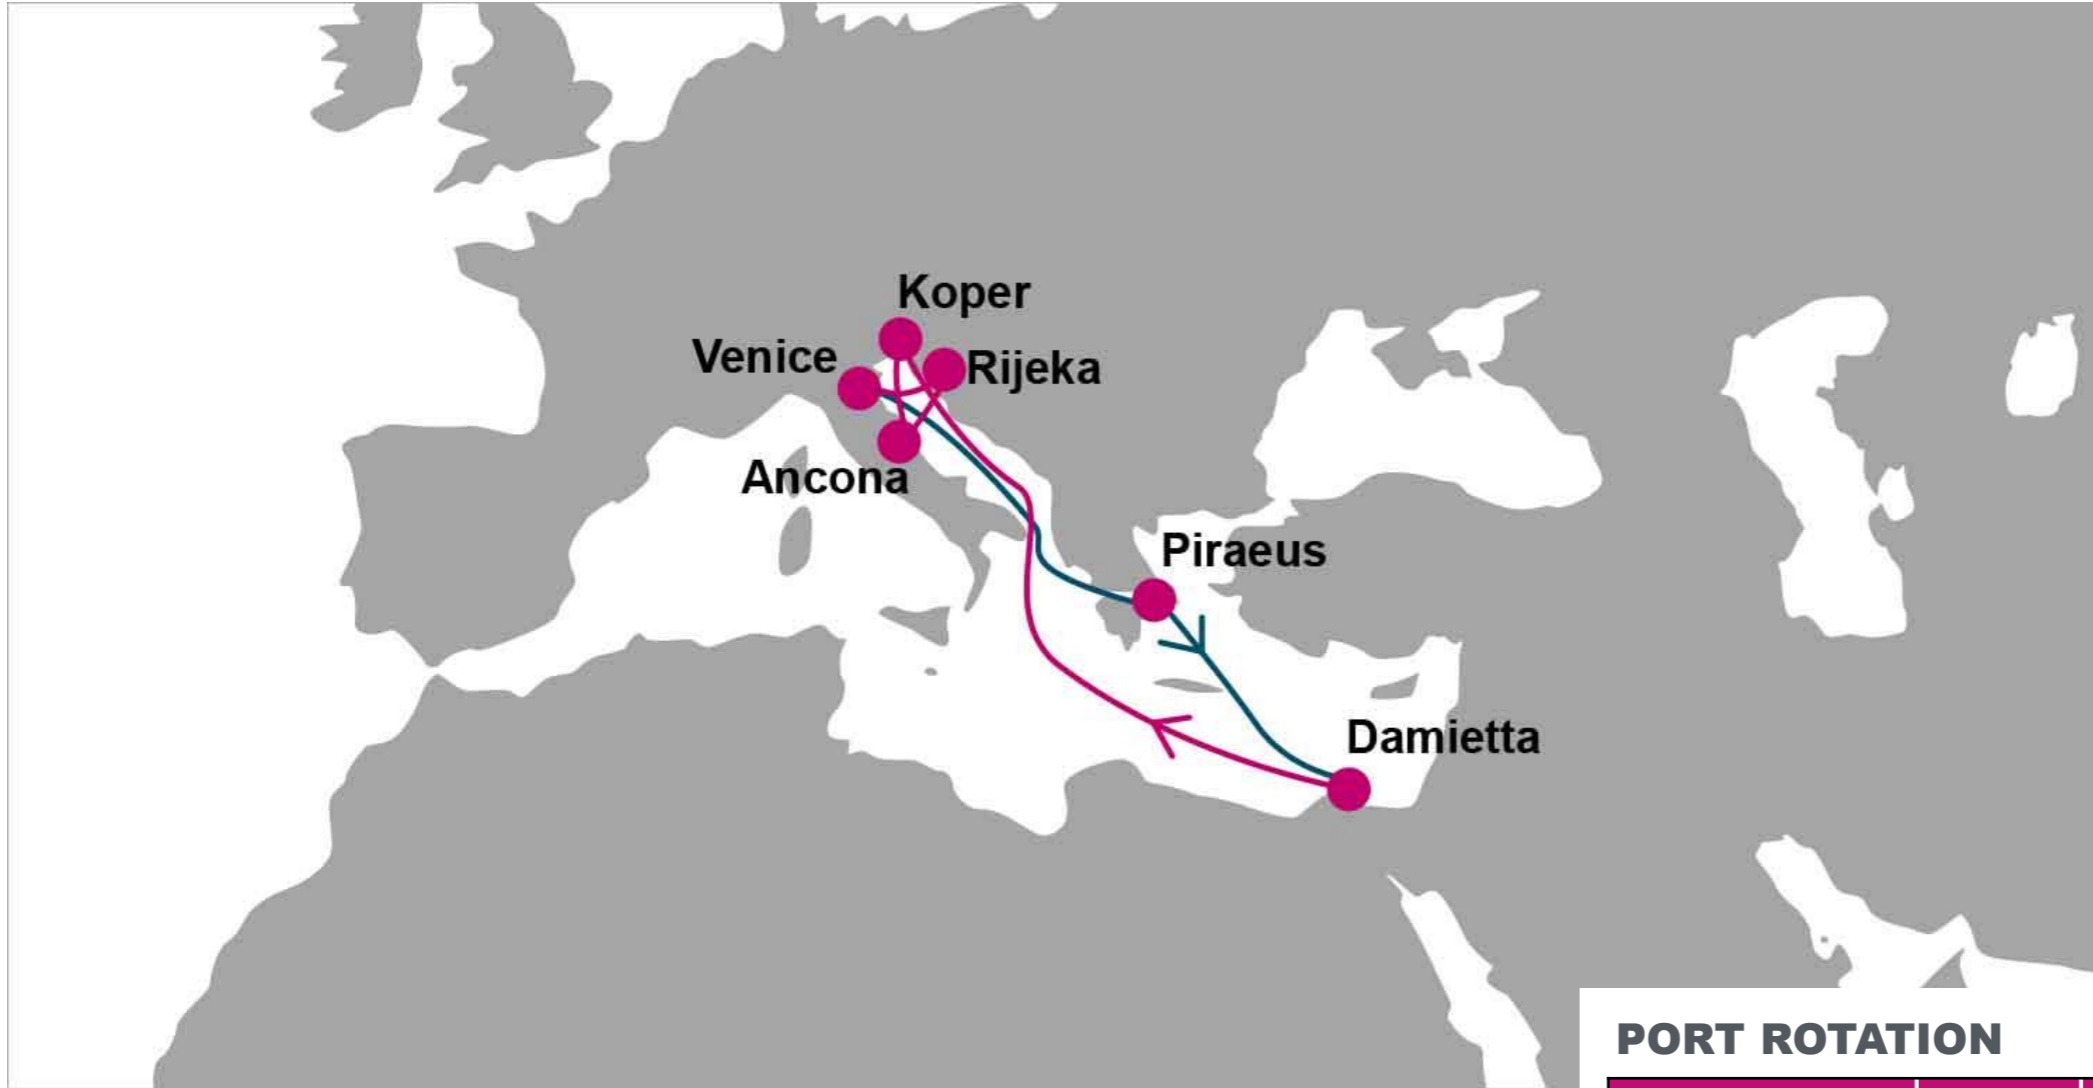 Koper
Venice
Rijeka
Ancona
Piraeus
Damietta
PORT ROTATION